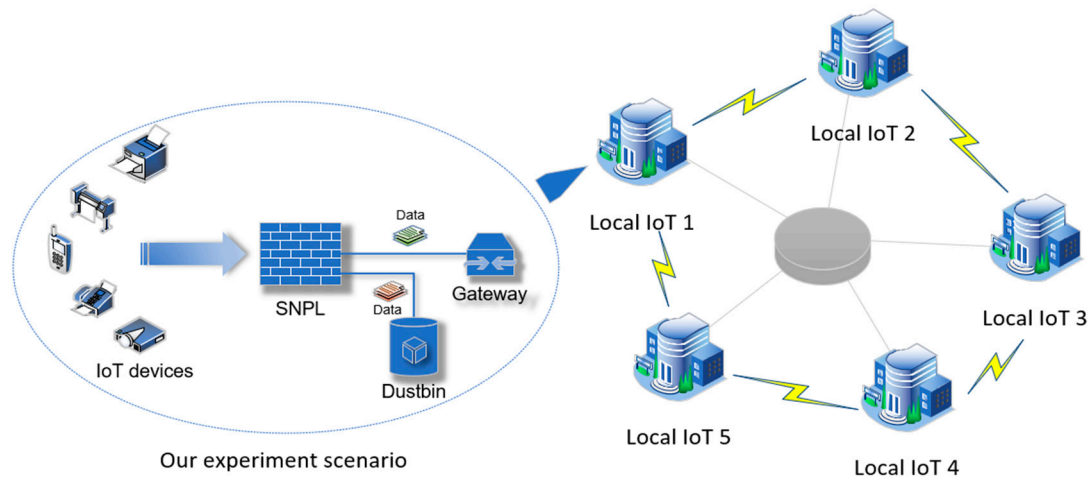 Local IoT 2
Local IoT 1
Data
SNPL
Gateway
Data
Local IoT 3
IoT devices
Dustbin
Local IoT 5
Our experiment scenario
Local IoT 4